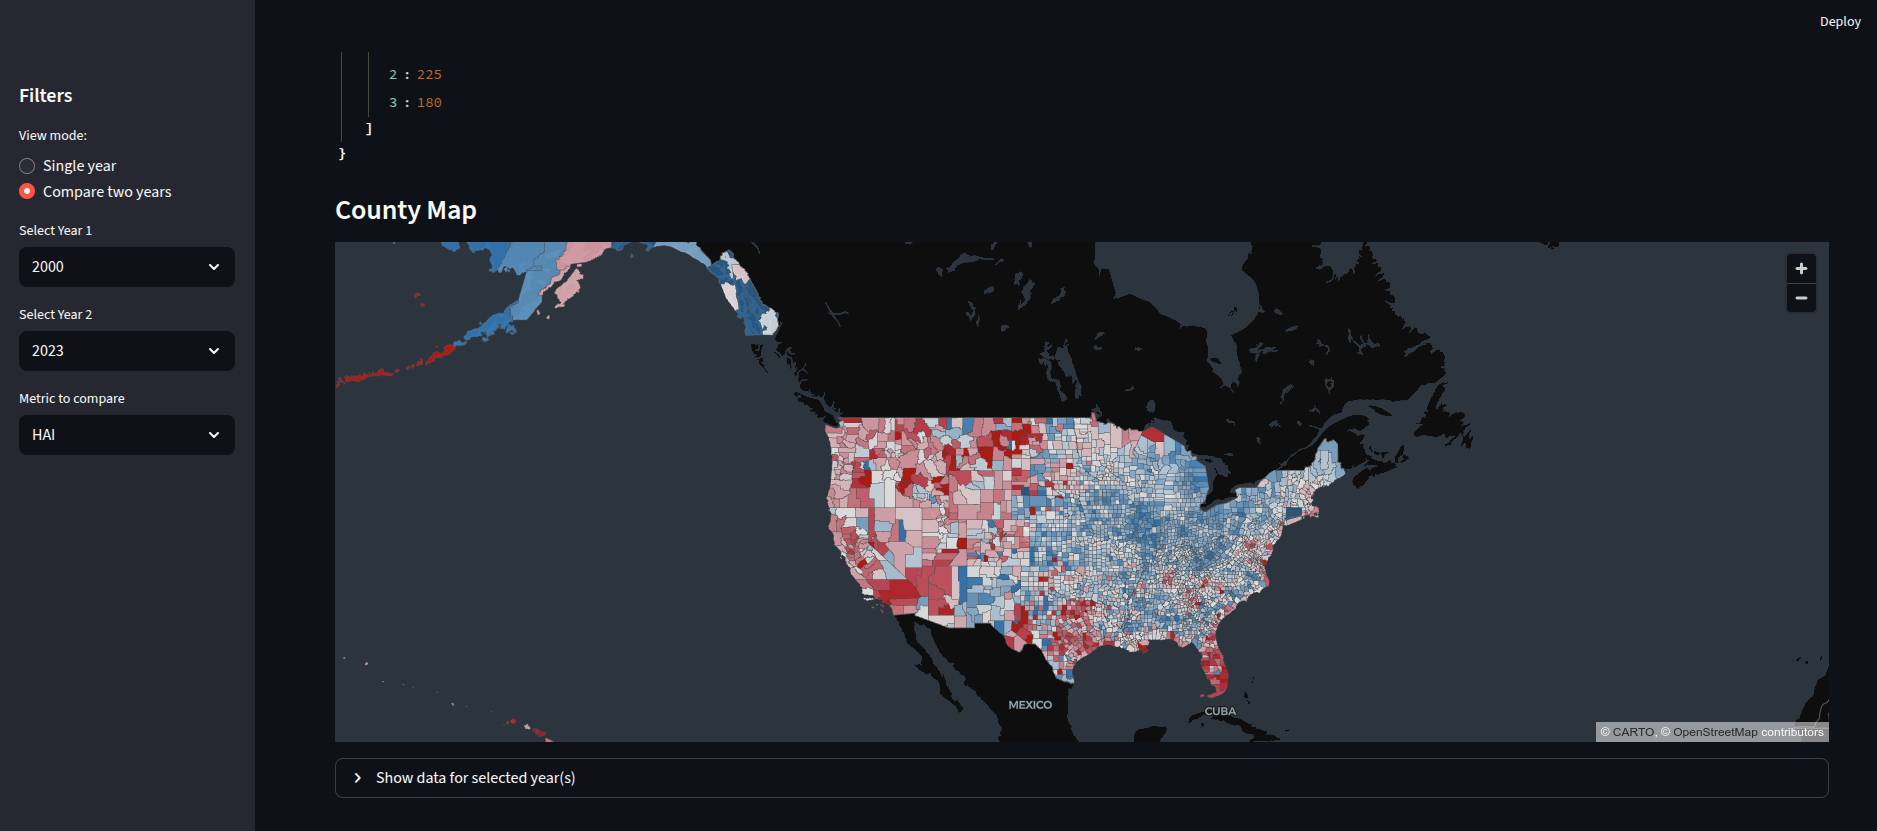 Deploy
Filters
View mode:
Single year
Compare two years
Select Year 1
2000
Select Year 2
2023
Metric to compare
HAI
2 : 225
3 : 180
]
}
County Map
+
−
MEXICO
CUBA
© CARTO, © OpenStreetMap contributors
Show data for selected year(s)